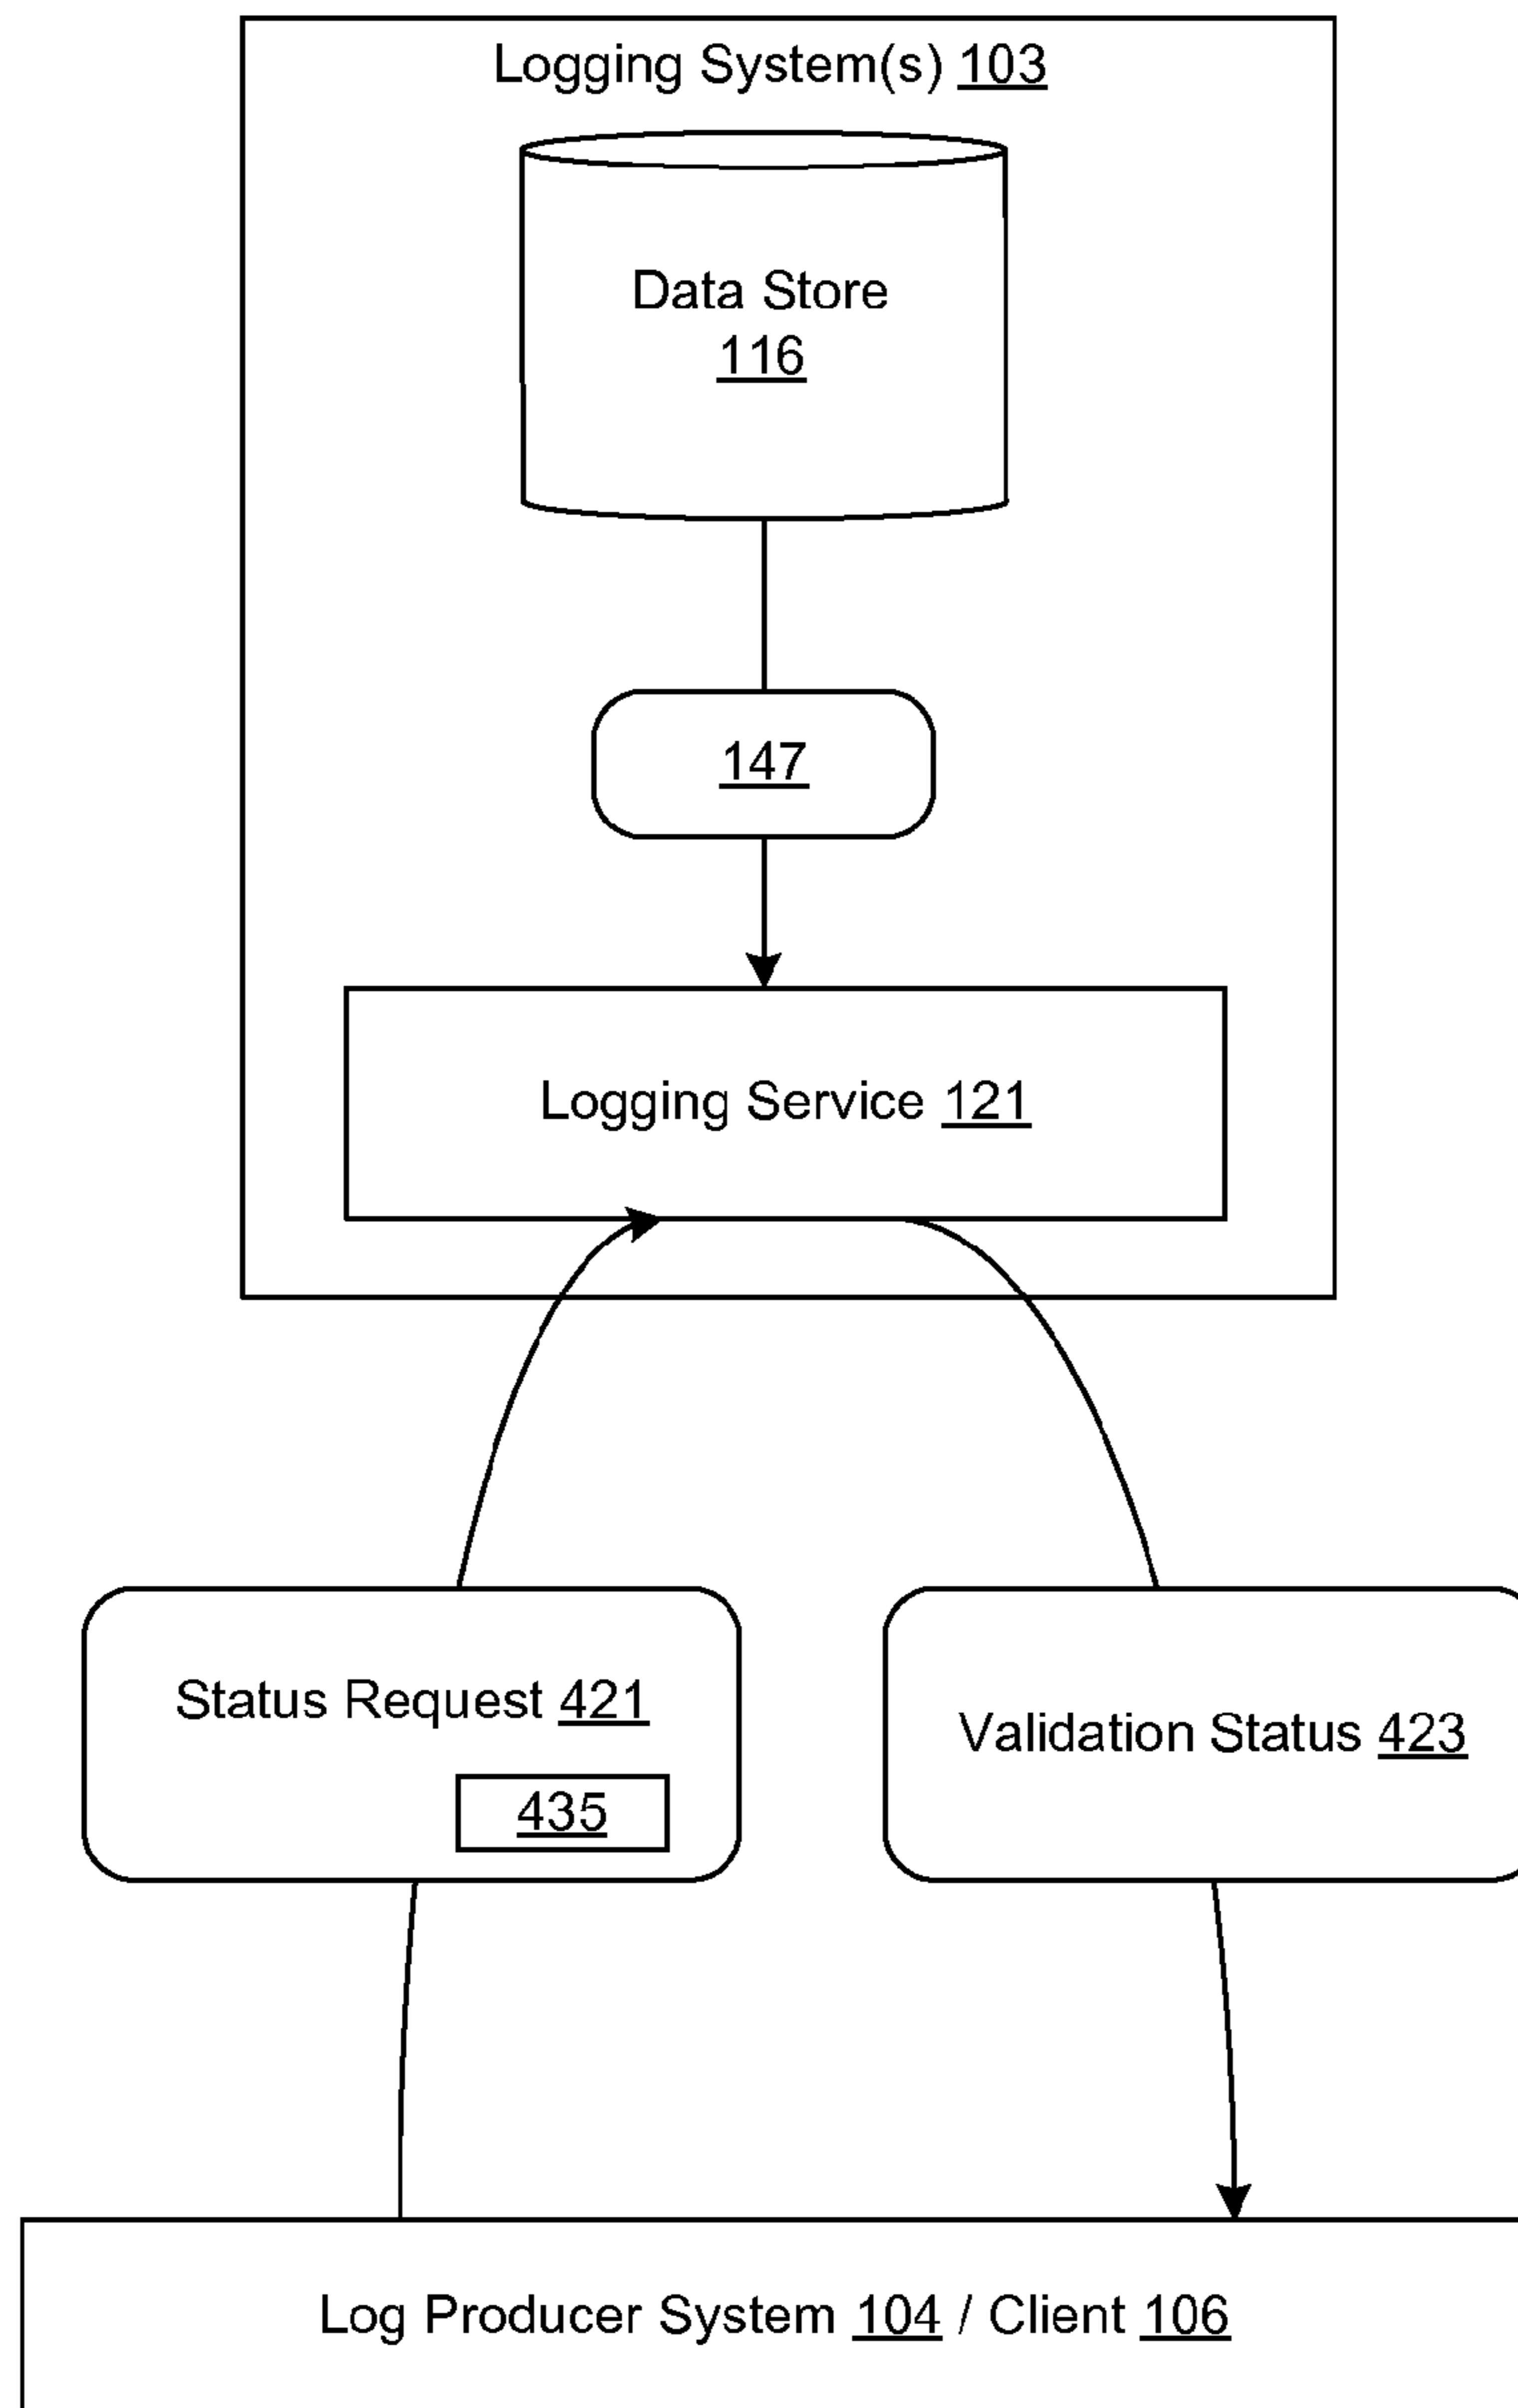 Logging System(s) 103
Data Store
116
147
Logging Service 121
Status Request 421
435
Validation Status 423
Log Producer System 104 / Client 106